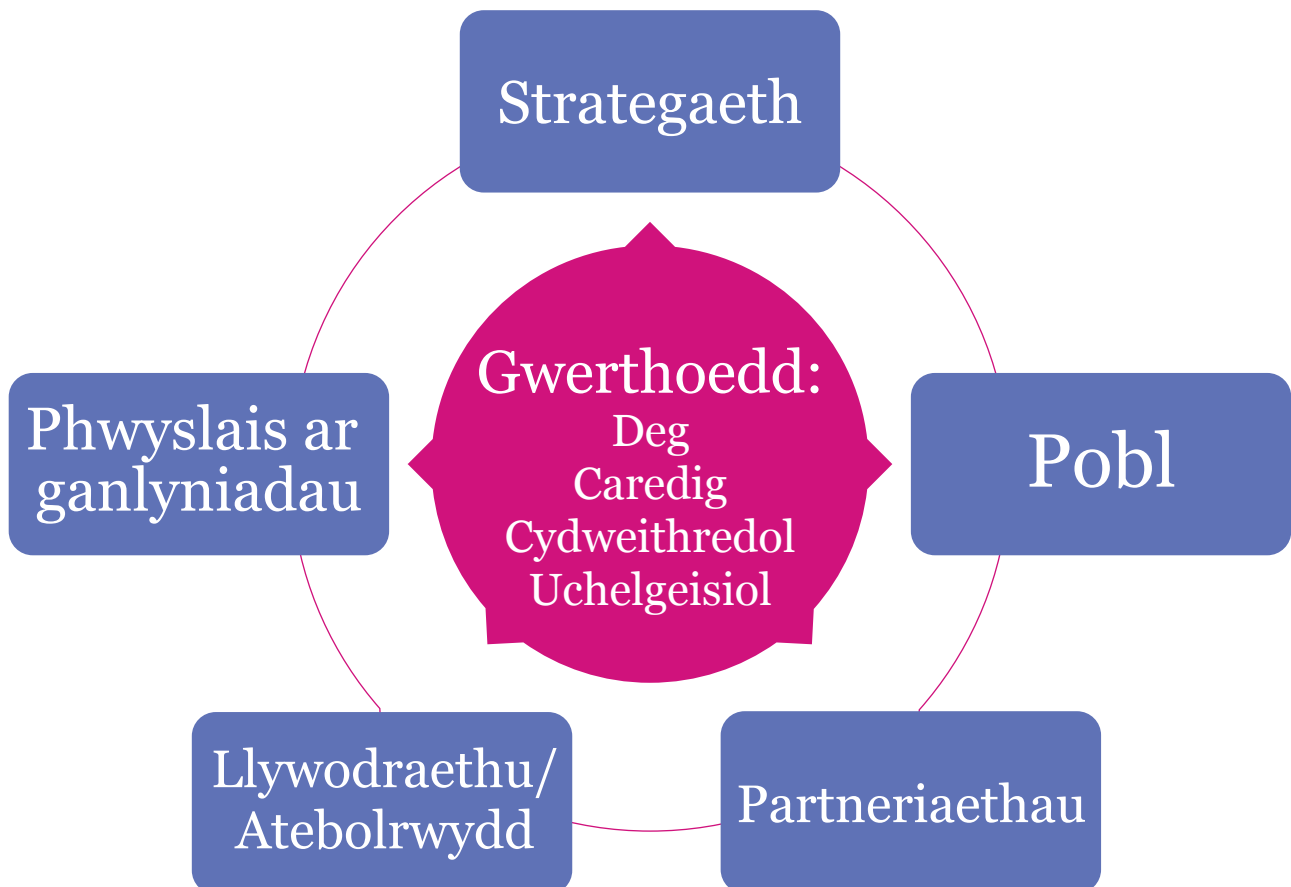 Strategaeth
Gwerthoedd:
Deg
Caredig
Cydweithredol
Uchelgeisiol
Phwyslais ar
ganlyniadau
Pobl
Llywodraethu/
Atebolrwydd
Partneriaethau